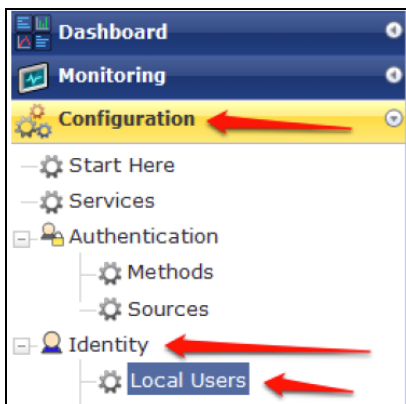 Dashboard
Monitoring
Configuration
Start Here
Services
Authentication
Methods
Sources
Identity
Local Users